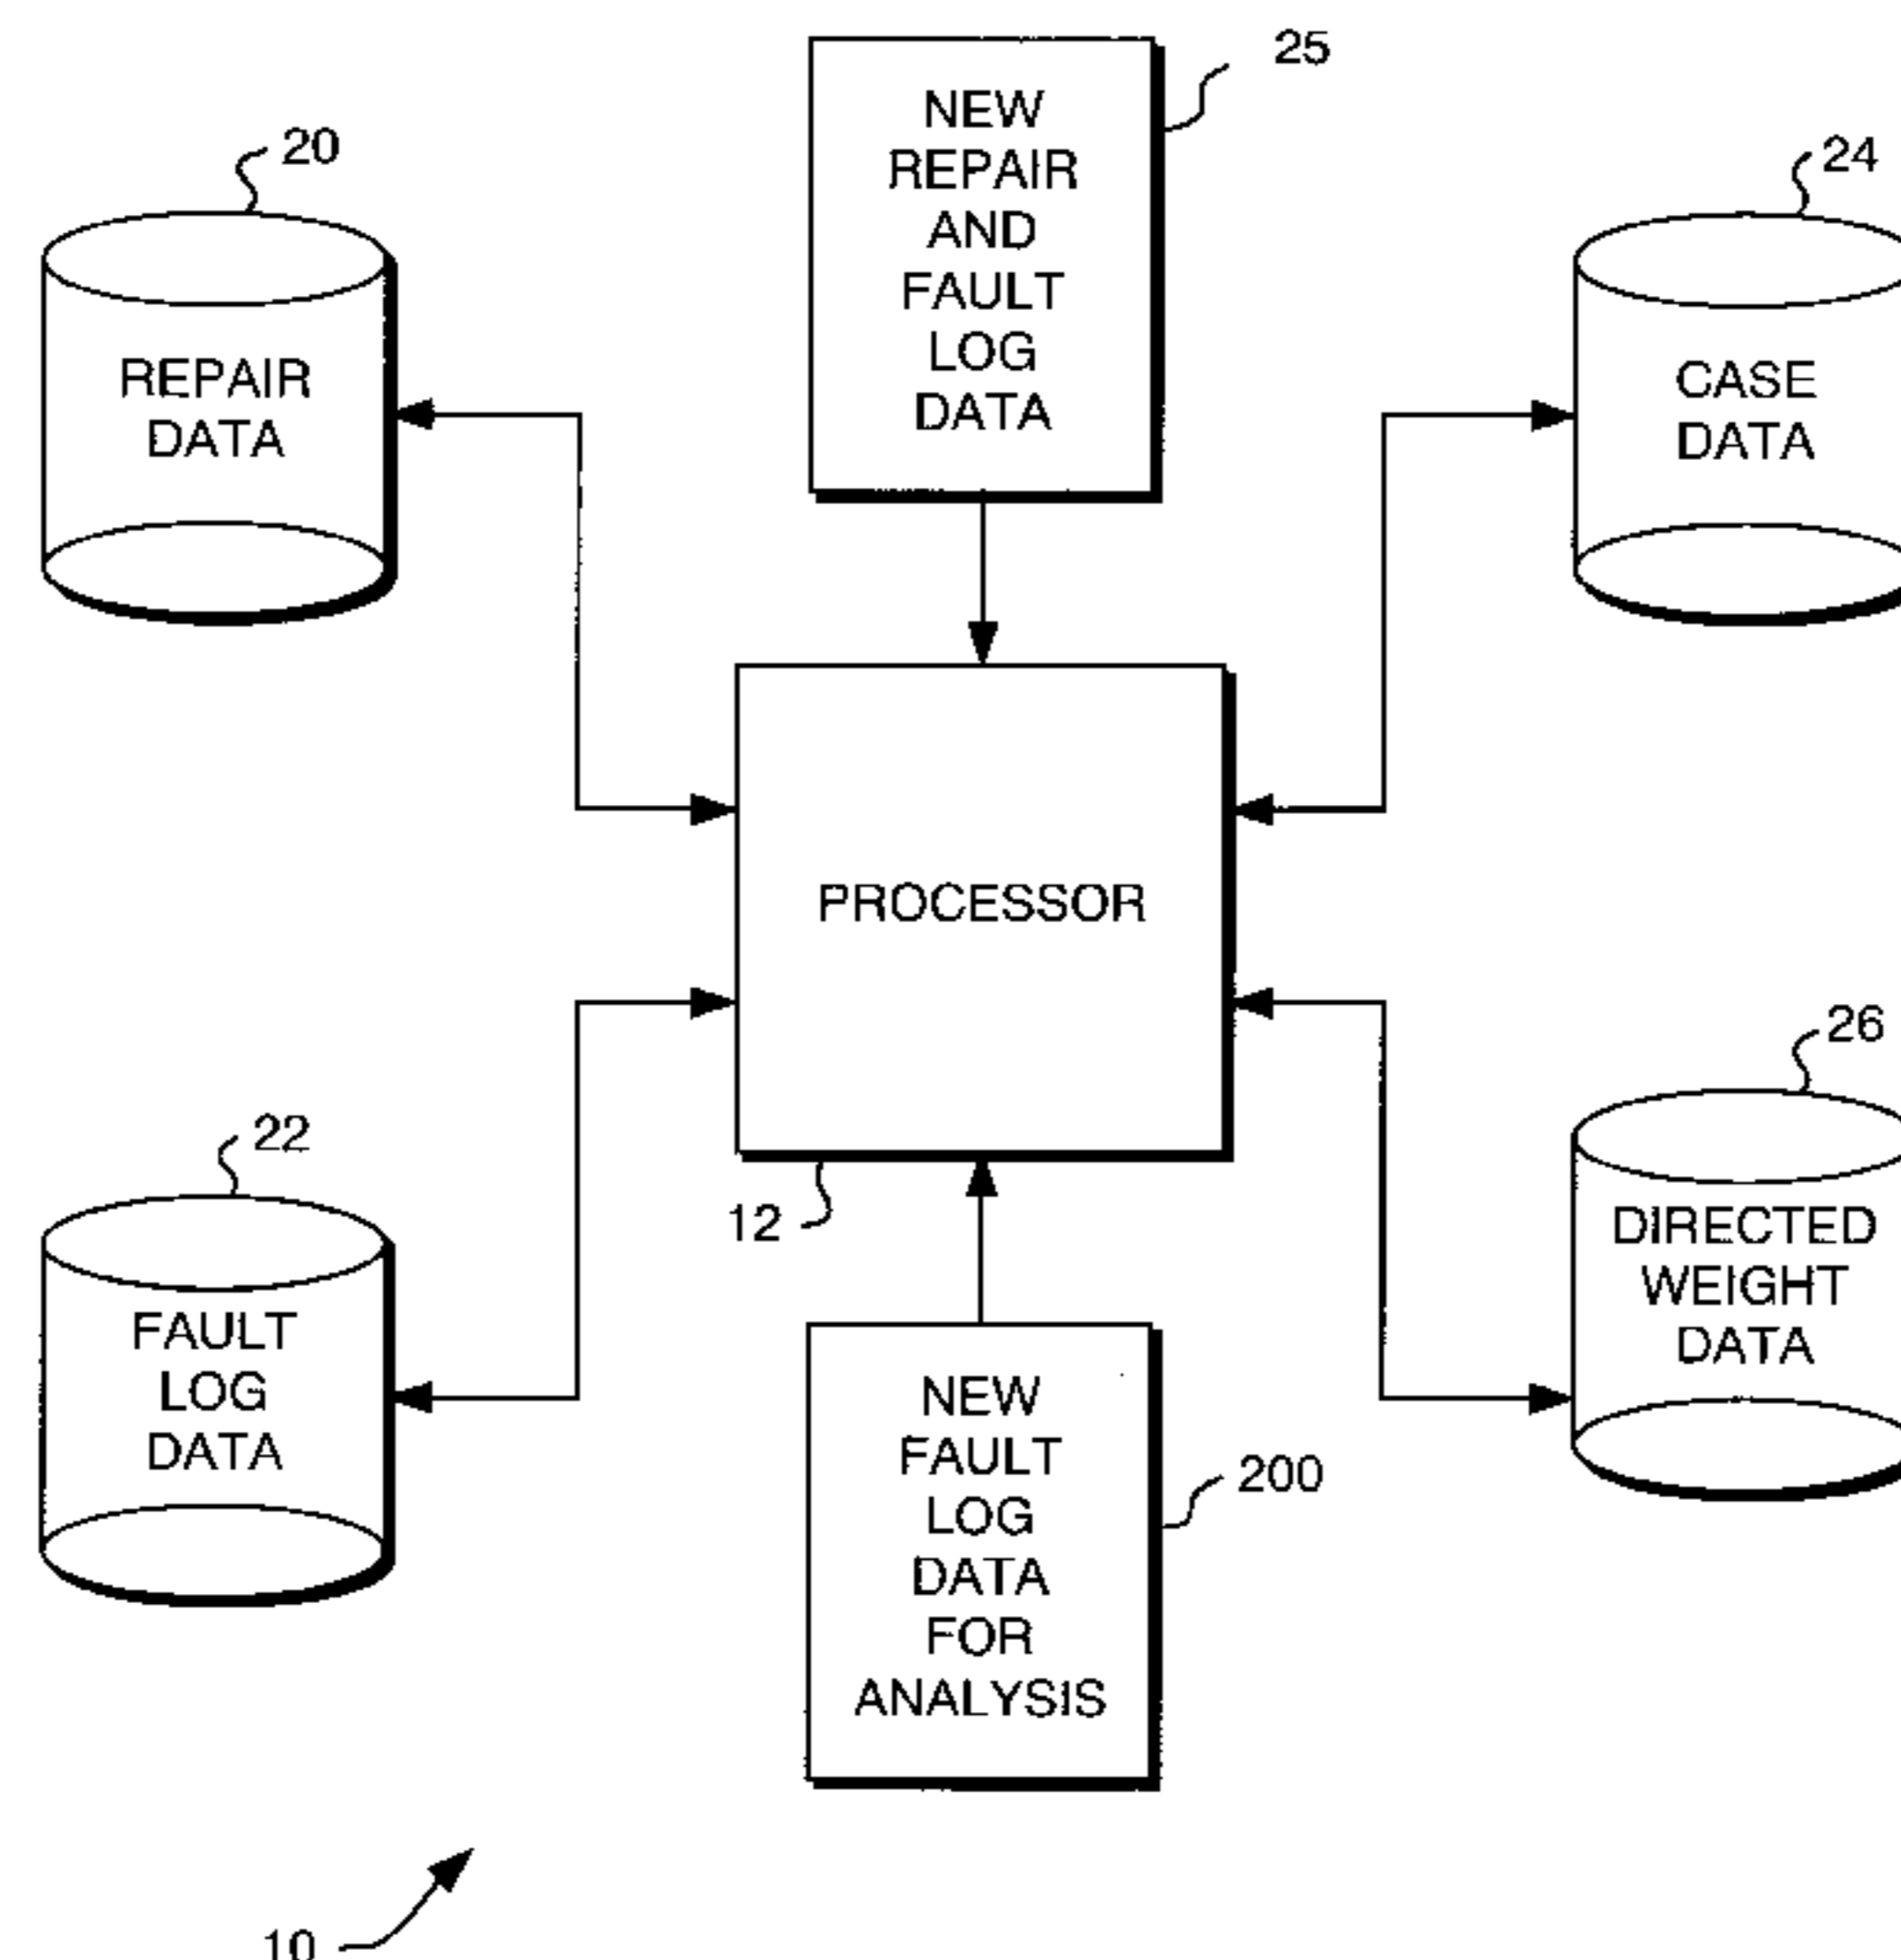 25
NEW
REPAIR
AND
FAULT
LOG
DATA
20
REPAIR
DATA
24
CASE
DATA
PROCESSOR
12
22
FAULT
LOG
DATA
26
DIRECTED
WEIGHT
DATA
NEW
FAULT
LOG
DATA
FOR
ANALYSIS
200
10